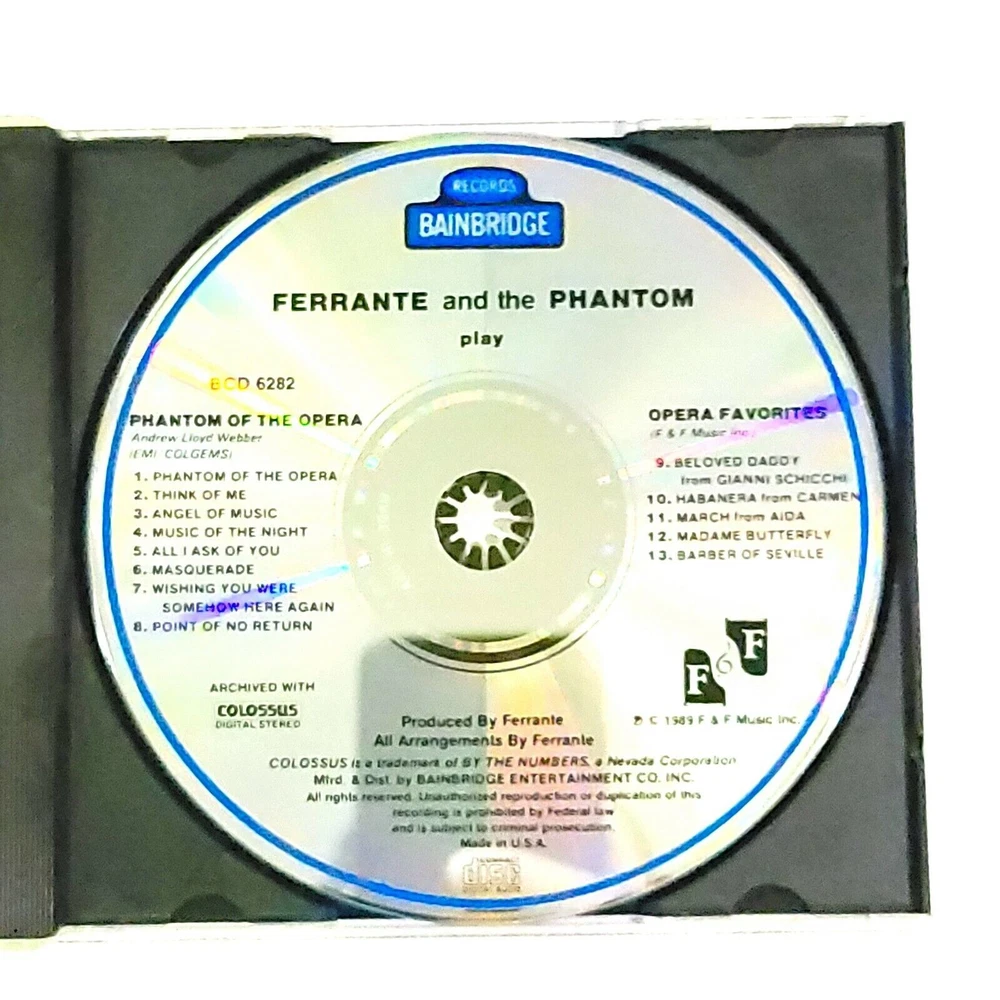 RECORDS
BAINBRIDGE
FERRANTE and the PHANTOM
play
BCD 6282
PHANTOM OF THE OPERA
Andrew Lloyd Webber
(EMI COLGEMS)
1. PHANTOM OF THE OPERA
2. THINK OF ME
3. ANGEL OF MUSIC
4. MUSIC OF THE NIGHT
5. ALL I ASK OF YOU
6. MASQUERADE
7. WISHING YOU WERE
SOMEHOW HERE AGAIN
8. POINT OF NO RETURN
OPERA FAVORITES
(F & F Music Inc.)
9. BELOVED DADDY
from GIANNI SCHICCHI
10. HABANERA from CARMEN
11. MARCH from AIDA
12. MADAME BUTTERFLY
13. BARBER OF SEVILLE
F & F
ARCHIVED WITH
COLOSSUS
DIGITAL STEREO
℗ C 1989 F & F Music Inc.
Produced By Ferrante
All Arrangements By Ferrante
COLOSSUS is a trademark of BY THE NUMBERS, a Nevada Corporation
Mfrd. & Dist. by BAINBRIDGE ENTERTAINMENT CO. INC.
All rights reserved. Unauthorized reproduction or duplication of this
recording is prohibited by Federal law
and is subject to criminal prosecution.
Made in U.S.A.
COMPACT
disc
DIGITAL AUDIO